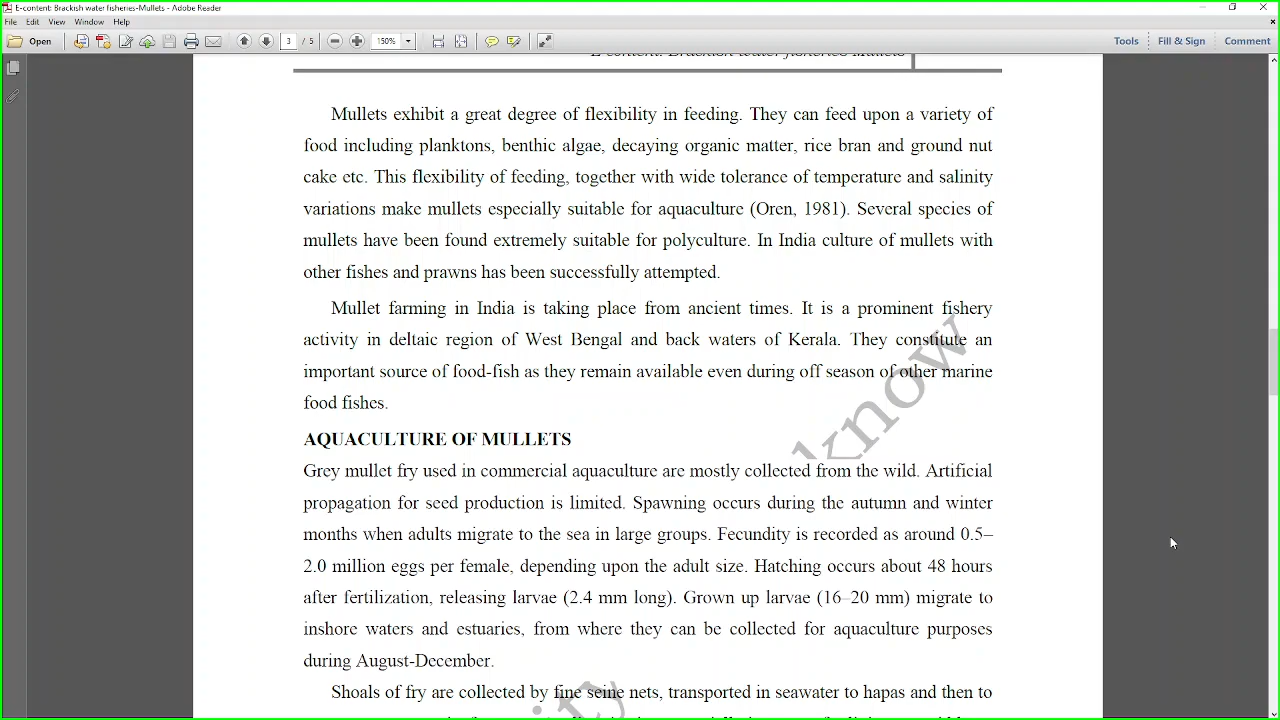 E-content: Brackish water fisheries-Mullets - Adobe Reader
File Edit View Window Help
Open 3 / 5 150% Tools Fill & Sign Comment
E-content: Brackish water fisheries-Mullets
Mullets exhibit a great degree of flexibility in feeding. They can feed upon a variety of
food including planktons, benthic algae, decaying organic matter, rice bran and ground nut
cake etc. This flexibility of feeding, together with wide tolerance of temperature and salinity
variations make mullets especially suitable for aquaculture (Oren, 1981). Several species of
mullets have been found extremely suitable for polyculture. In India culture of mullets with
other fishes and prawns has been successfully attempted.
Mullet farming in India is taking place from ancient times. It is a prominent fishery
activity in deltaic region of West Bengal and back waters of Kerala. They constitute an
important source of food-fish as they remain available even during off season of other marine
food fishes.
know
AQUACULTURE OF MULLETS
Grey mullet fry used in commercial aquaculture are mostly collected from the wild. Artificial
propagation for seed production is limited. Spawning occurs during the autumn and winter
months when adults migrate to the sea in large groups. Fecundity is recorded as around 0.5–
2.0 million eggs per female, depending upon the adult size. Hatching occurs about 48 hours
after fertilization, releasing larvae (2.4 mm long). Grown up larvae (16–20 mm) migrate to
inshore waters and estuaries, from where they can be collected for aquaculture purposes
during August-December.
Shoals of fry are collected by fine seine nets, transported in seawater to hapas and then to